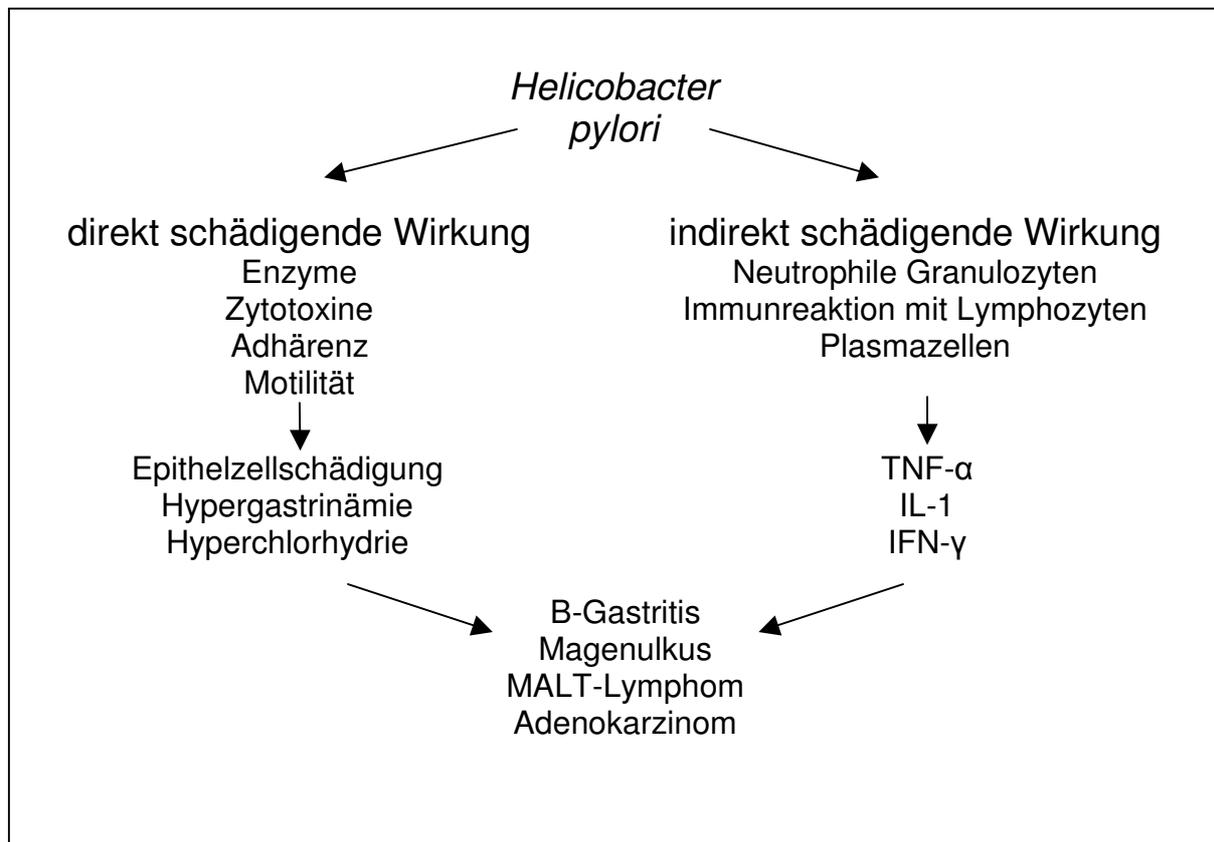 Helicobacter
pylori
direkt schädigende Wirkung
Enzyme
Zytotoxine
Adhärenz
Motilität
Epithelzellschädigung
Hypergastrinämie
Hyperchlorhydrie
indirekt schädigende Wirkung
Neutrophile Granulozyten
Immunreaktion mit Lymphozyten
Plasmazellen
TNF-α
IL-1
IFN-γ
B-Gastritis
Magenulkus
MALT-Lymphom
Adenokarzinom